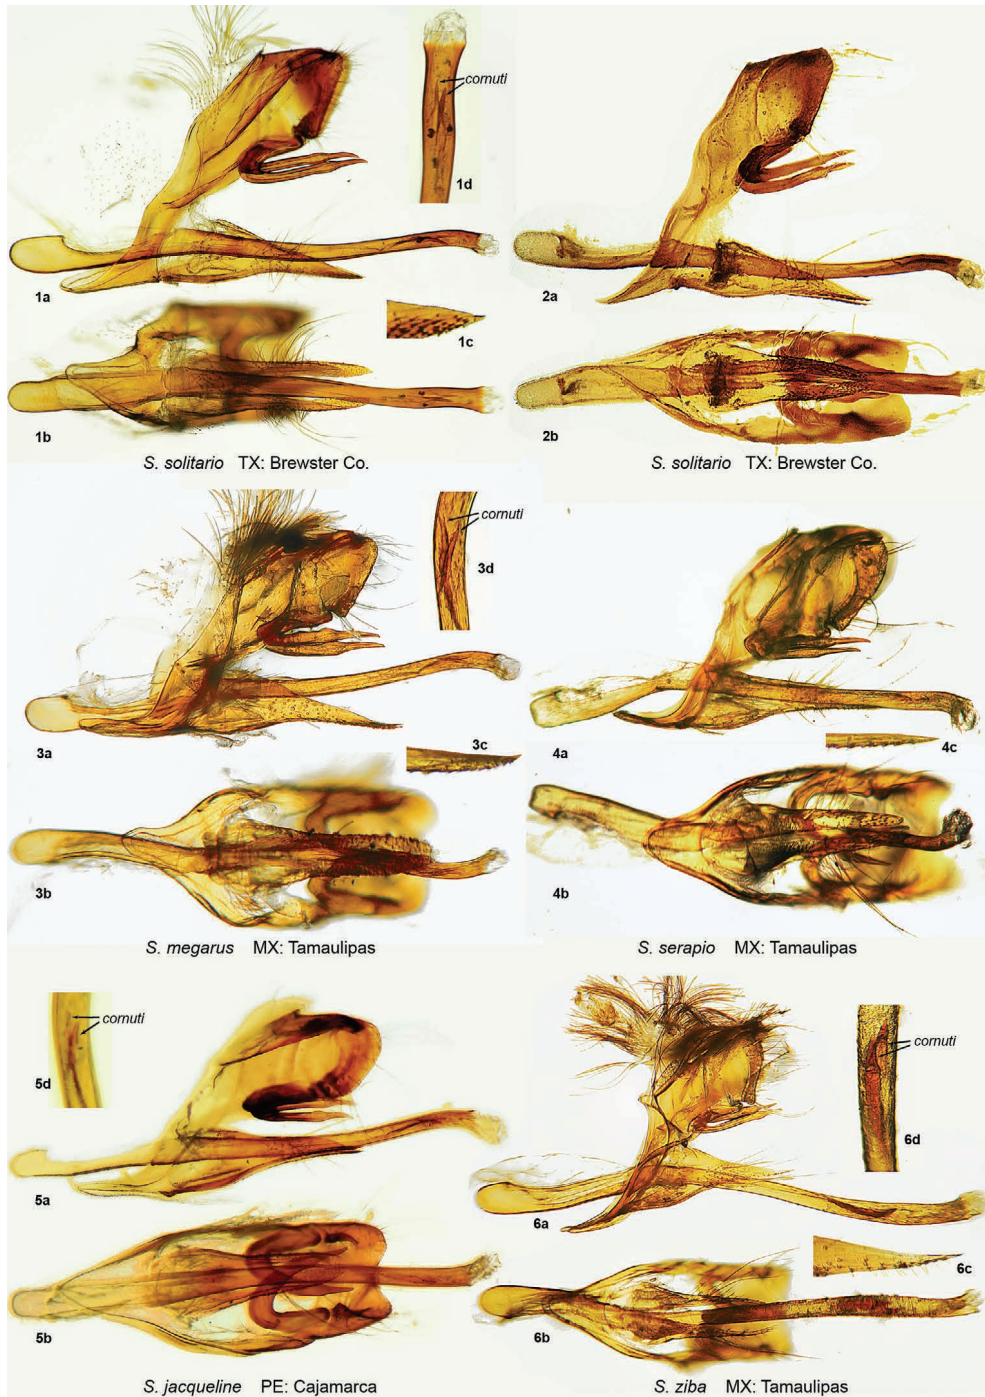 cornuti
1d
1a
1c
1b
2a
2b
S. solitario TX: Brewster Co.
S. solitario TX: Brewster Co.
cornuti
3d
3a
3c
3b
4a
4c
4b
S. megarus MX: Tamaulipas
S. serapio MX: Tamaulipas
cornuti
5d
5a
5b
cornuti
6d
6a
6c
6b
S. jacqueline PE: Cajamarca
S. ziba MX: Tamaulipas